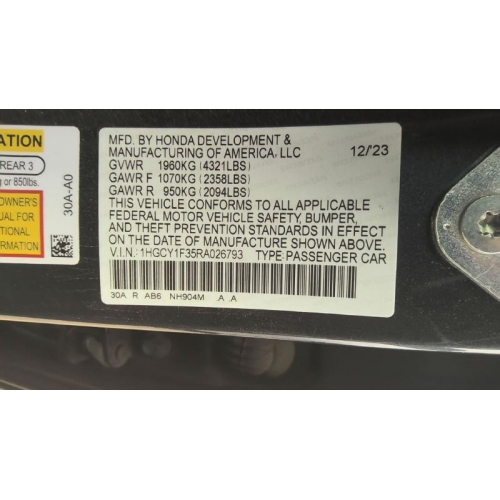 ATION
REAR 3
g or 850lbs.
OWNER'S
UAL FOR
TIONAL
RMATION
30A-A0
MFD. BY HONDA DEVELOPMENT &
MANUFACTURING OF AMERICA, LLC 12/'23
GVWR 1960KG (4321LBS)
GAWR F 1070KG (2358LBS)
GAWR R 950KG (2094LBS)
THIS VEHICLE CONFORMS TO ALL APPLICABLE
FEDERAL MOTOR VEHICLE SAFETY, BUMPER,
AND THEFT PREVENTION STANDARDS IN EFFECT
ON THE DATE OF MANUFACTURE SHOWN ABOVE.
V.I.N.: 1HGCY1F35RA026793 TYPE: PASSENGER CAR
30A R AB6 NH904M A A